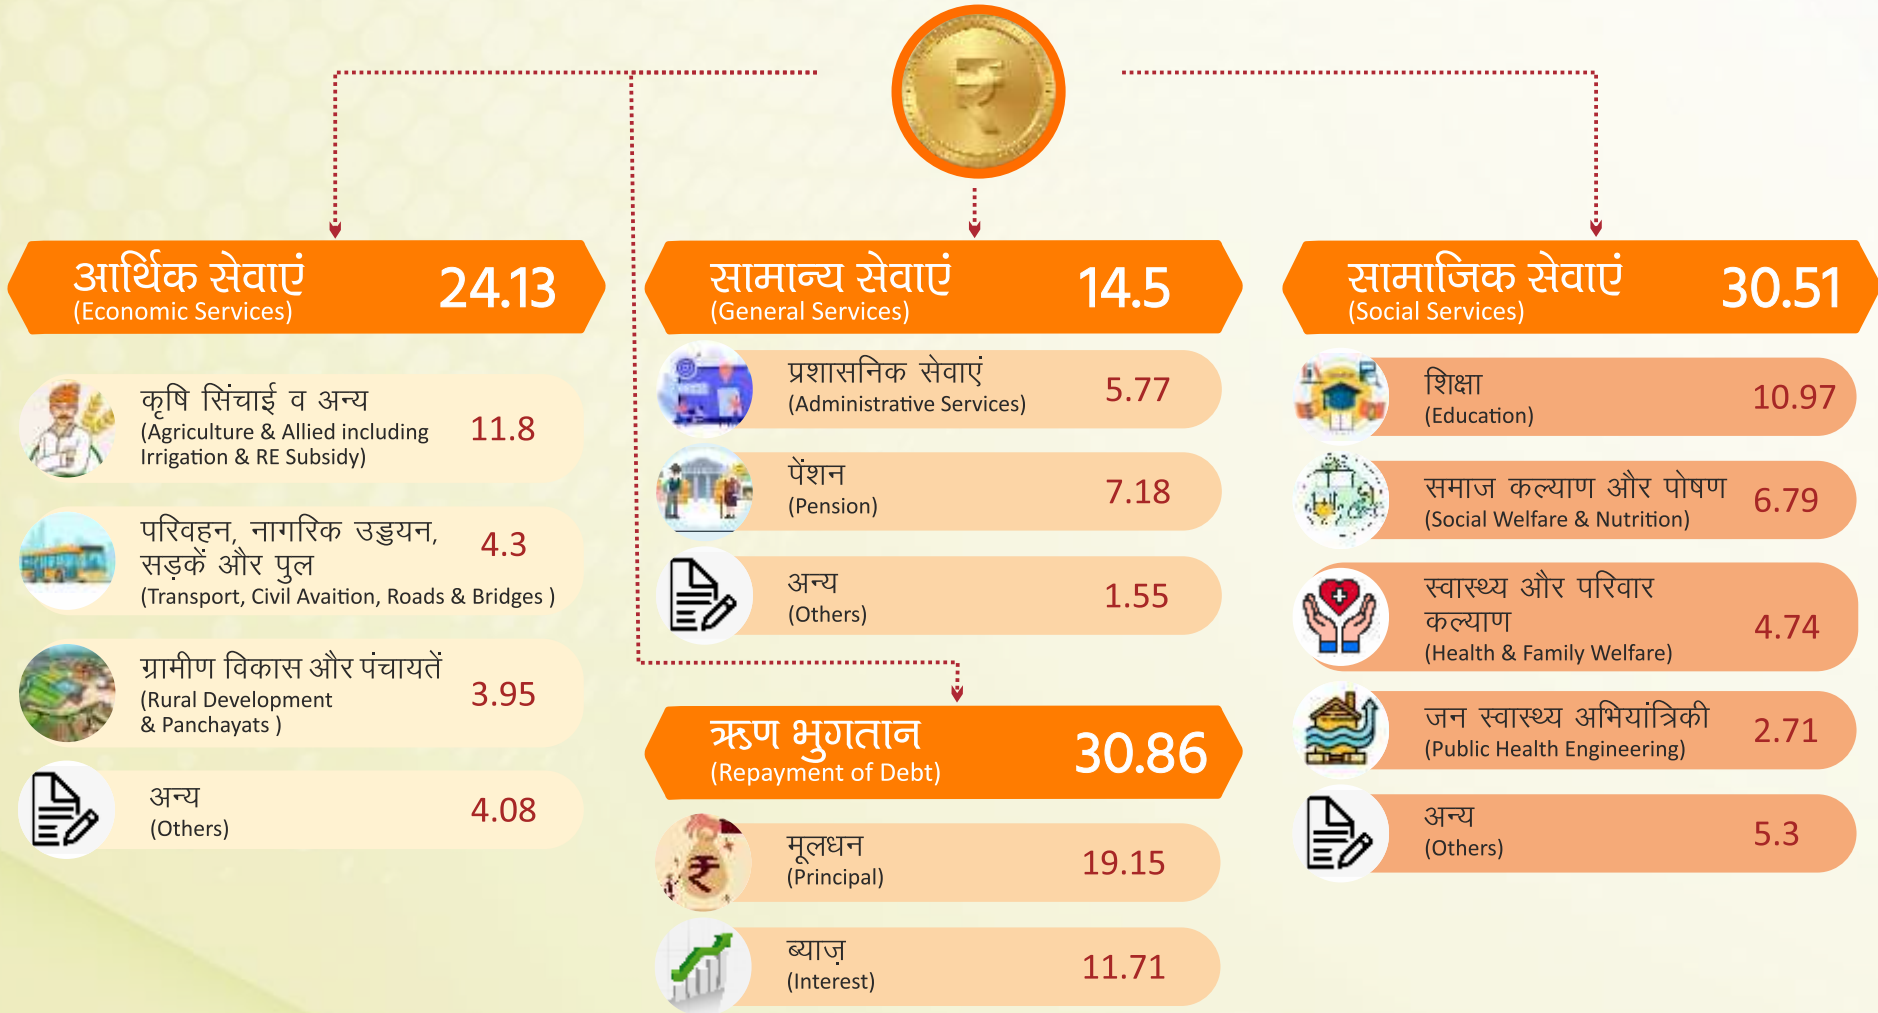 ₹
आर्थिक सेवाएं
(Economic Services)
24.13
कृषि सिंचाई व अन्य
(Agriculture & Allied including
Irrigation & RE Subsidy)
11.8
परिवहन, नागरिक उड्डयन,
सड़कें और पुल
(Transport, Civil Avaition, Roads & Bridges )
4.3
ग्रामीण विकास और पंचायतें
(Rural Development
& Panchayats )
3.95
अन्य
(Others)
4.08
सामान्य सेवाएं
(General Services)
14.5
प्रशासनिक सेवाएं
(Administrative Services)
5.77
पेंशन
(Pension)
7.18
अन्य
(Others)
1.55
ऋण भुगतान
(Repayment of Debt)
30.86
मूलधन
(Principal)
19.15
₹
ब्याज़
(Interest)
11.71
सामाजिक सेवाएं
(Social Services)
30.51
शिक्षा
(Education)
10.97
समाज कल्याण और पोषण
(Social Welfare & Nutrition)
6.79
स्वास्थ्य और परिवार
कल्याण
(Health & Family Welfare)
4.74
जन स्वास्थ्य अभियांत्रिकी
(Public Health Engineering)
2.71
अन्य
(Others)
5.3